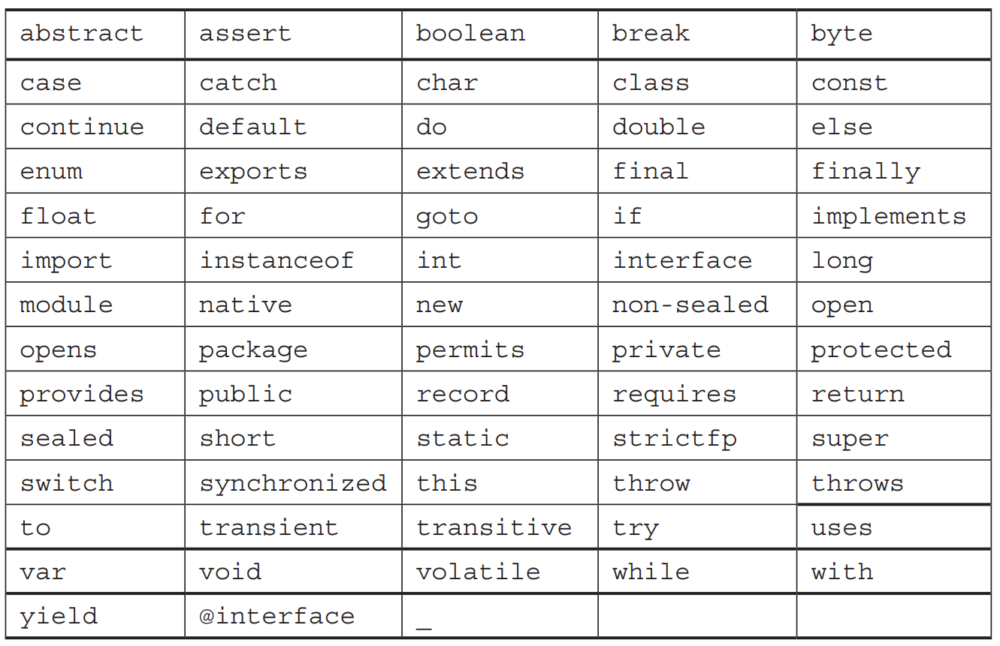 abstract assert boolean break byte
case catch char class const
continue default do double else
enum exports extends final finally
float for goto if implements
import instanceof int interface long
module native new non-sealed open
opens package permits private protected
provides public record requires return
sealed short static strictfp super
switch synchronized this throw throws
to transient transitive try uses
var void volatile while with
yield @interface _